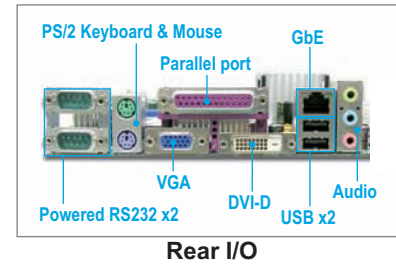 PS/2 Keyboard & Mouse
GbE
Parallel port
VGA
DVI-D
Audio
Powered RS232 x2
USB x2
Rear I/O